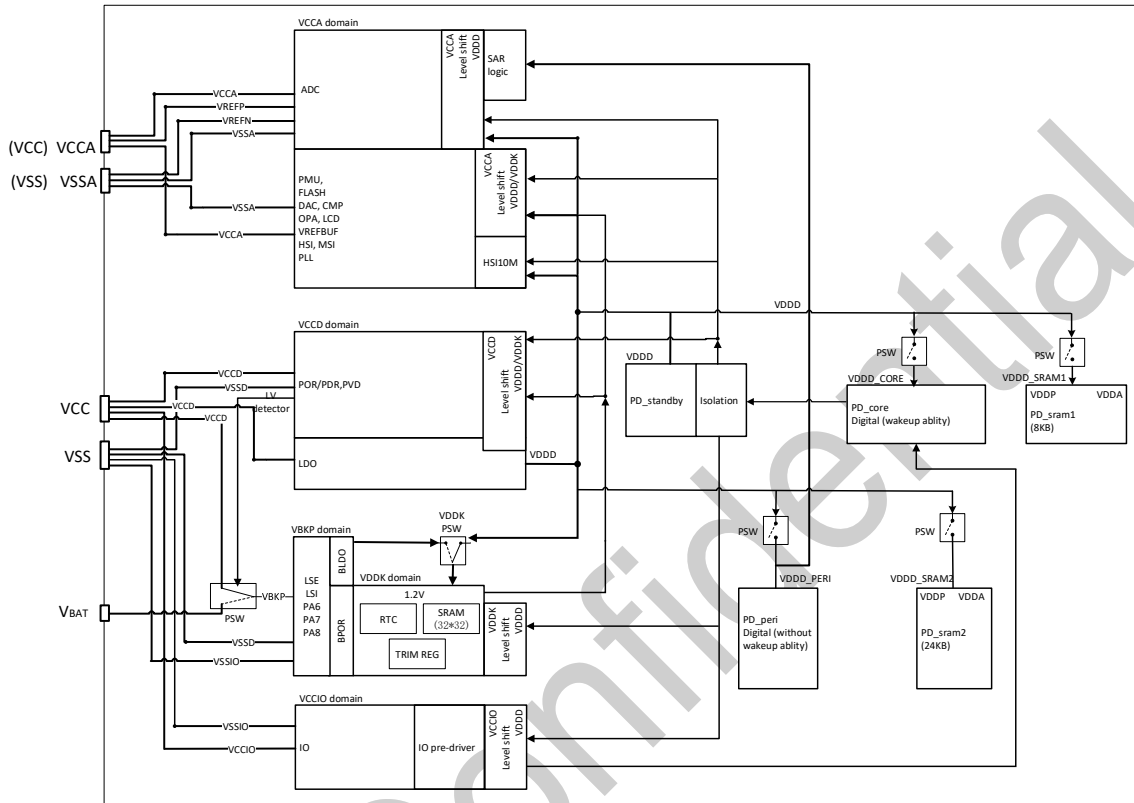 VCCA domain
VCCA
Level shift
VDDD
SAR
logic
ADC
VCCA
VREFP
VREFN
VSSA
(VCC) VCCA
(VSS) VSSA
PMU,
FLASH
DAC, CMP
OPA, LCD
VREFBUF
HSI, MSI
PLL
VSSA
VCCA
VCCA
Level shift
VDDD/VDDK
HSI10M
VDDD
VCCD domain
VCCD
Level shift
VDDD/VDDK
POR/PDR,PVD
LV
detector
LDO
VDDD
VCCD
VSSD
VCCD
VCCD
VCC
VSS
VDDD
PD_standby
Isolation
PSW
VDDD_CORE
PD_core
Digital (wakeup ablity)
PSW
VDDD_SRAM1
VDDP
VDDA
PD_sram1
(8KB)
VDDK
PSW
VBKP domain
BLDO
BPOR
LSE
LSI
PA6
PA7
PA8
VDDK domain
1.2V
RTC
SRAM
(32*32)
TRIM REG
VDDK
Level shift
VDDD
VBAT
PSW
VBKP
VSSD
VSSIO
PSW
VDDD_PERI
PD_peri
Digital (without
wakeup ablity)
PSW
VDDD_SRAM2
VDDP
VDDA
PD_sram2
(24KB)
VCCIO domain
VSSIO
VCCIO
IO
IO pre-driver
VCCIO
Level shift
VDDD
onfidential